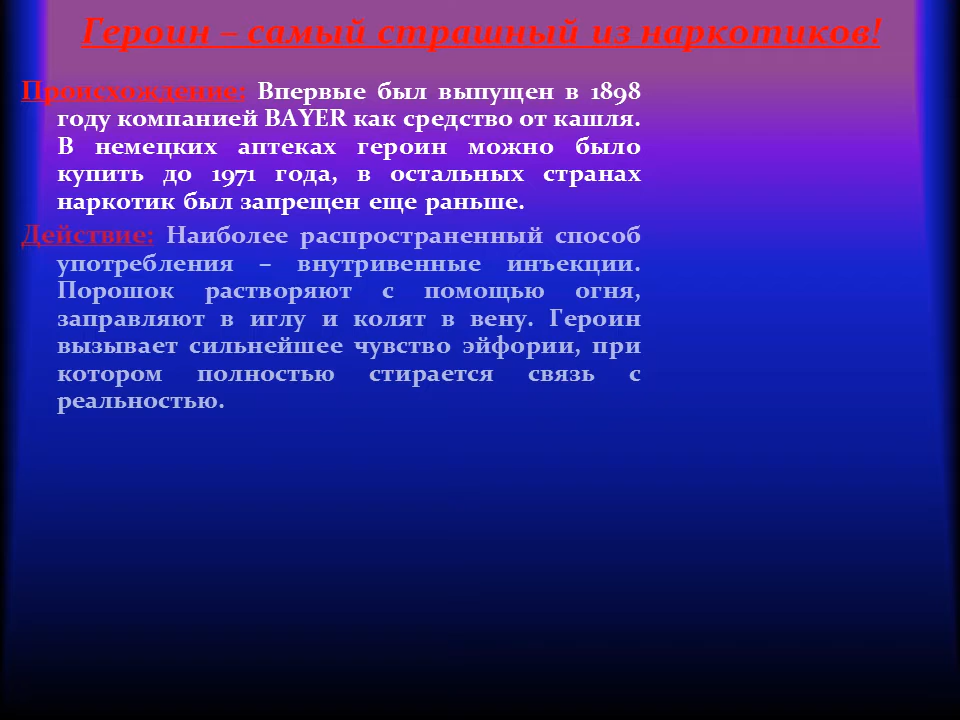 Героин – самый страшный из наркотиков!
Происхождение: Впервые был выпущен в 1898
году компанией BAYER как средство от кашля.
В немецких аптеках героин можно было
купить до 1971 года, в остальных странах
наркотик был запрещен еще раньше.
Действие: Наиболее распространенный способ
употребления – внутривенные инъекции.
Порошок растворяют с помощью огня,
заправляют в иглу и колят в вену. Героин
вызывает сильнейшее чувство эйфории, при
котором полностью стирается связь с
реальностью.